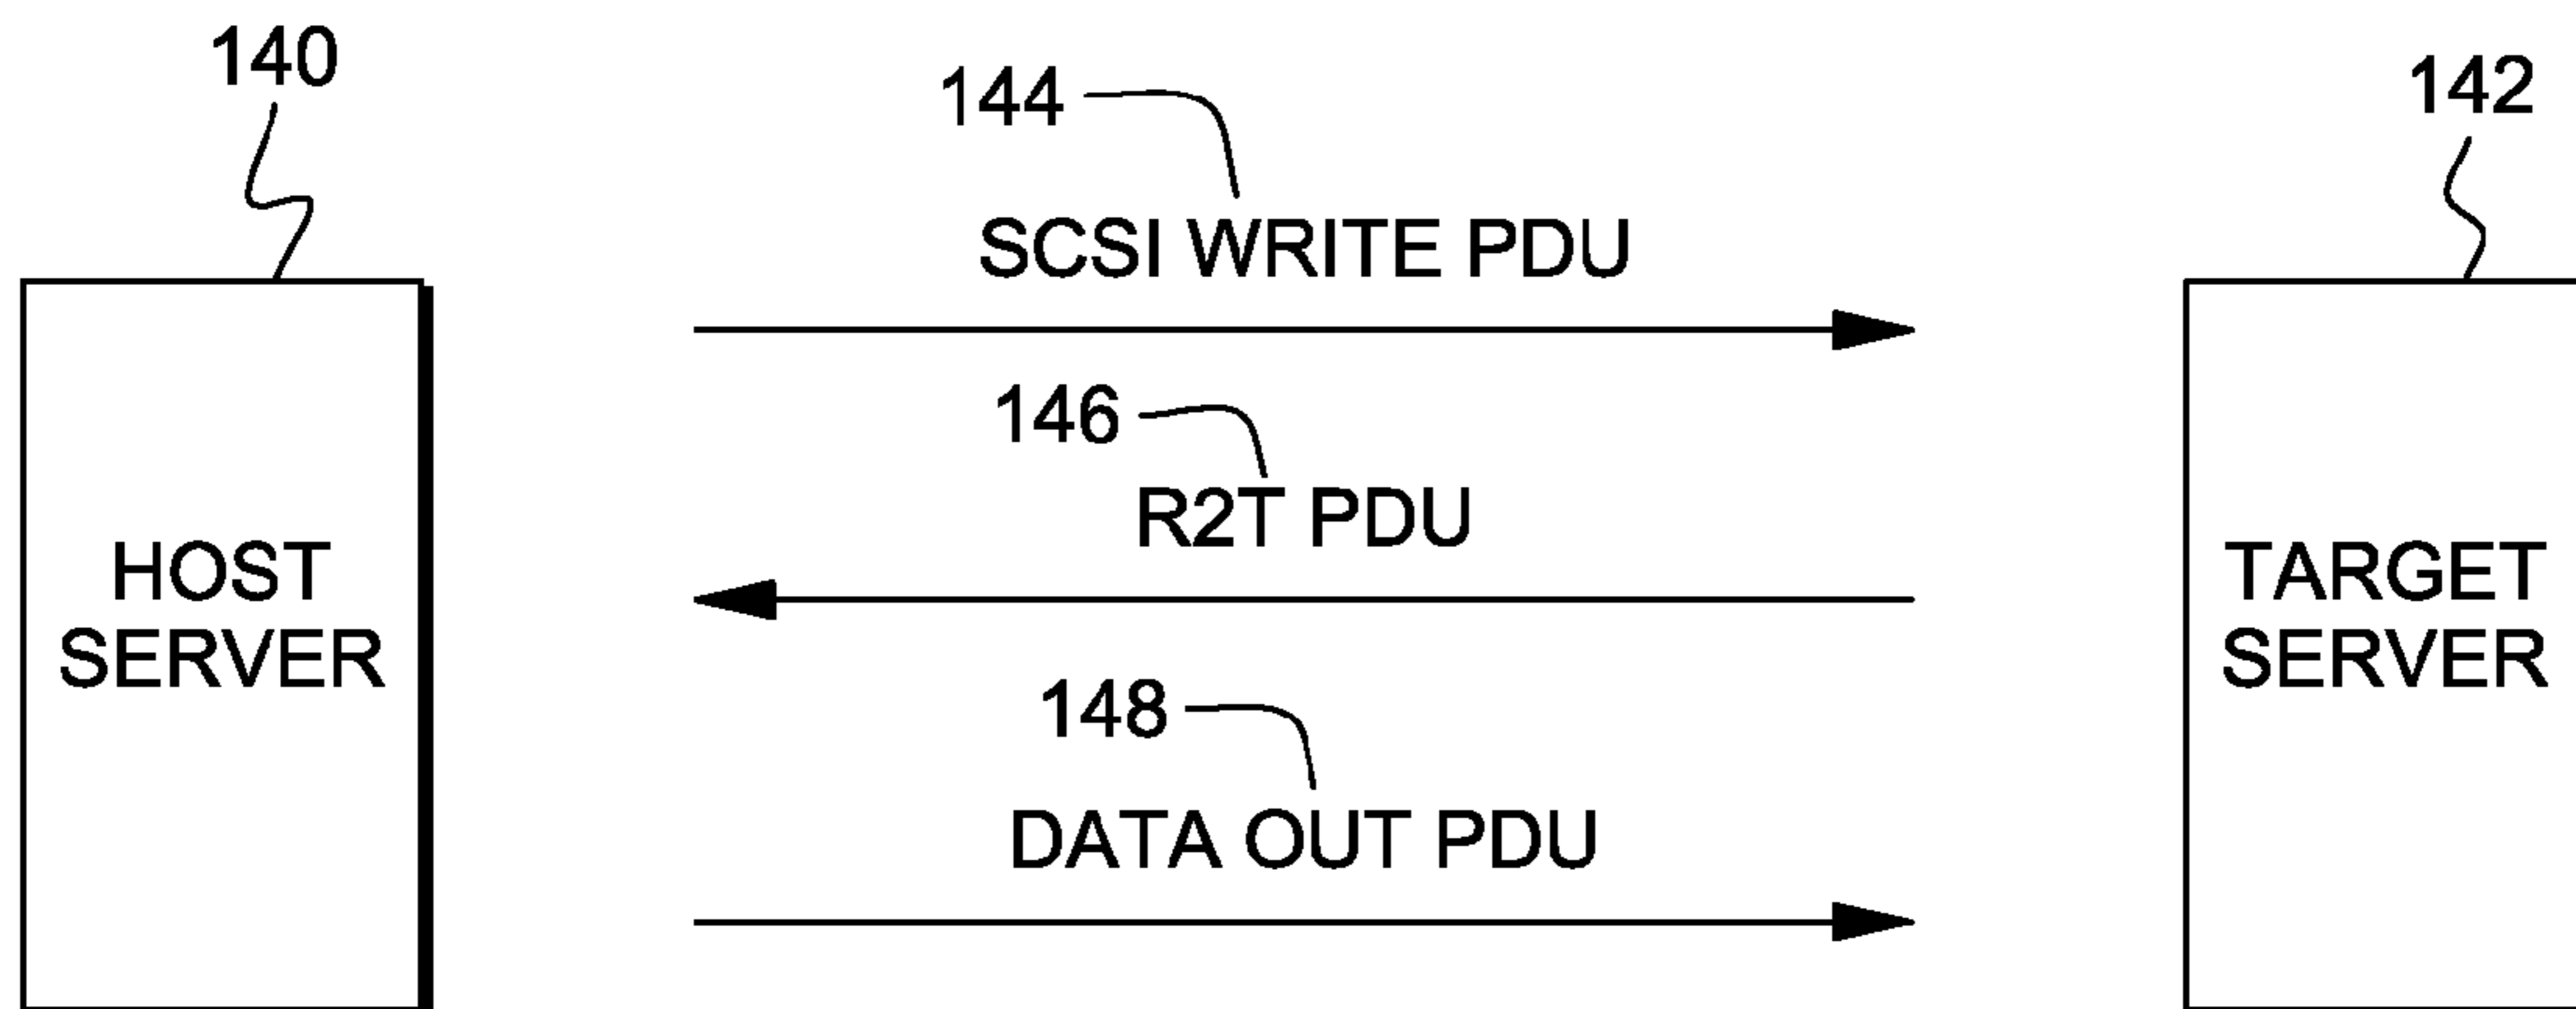 140
142
144
SCSI WRITE PDU
146
R2T PDU
HOST
SERVER
TARGET
SERVER
148
DATA OUT PDU